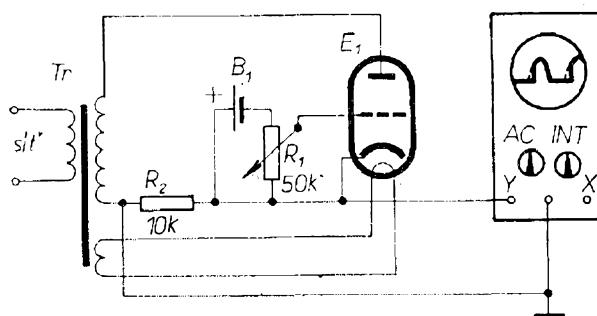 Tr
síť
B₁
+
E₁
R₁
50k
R₂
10k
AC INT
Y
X